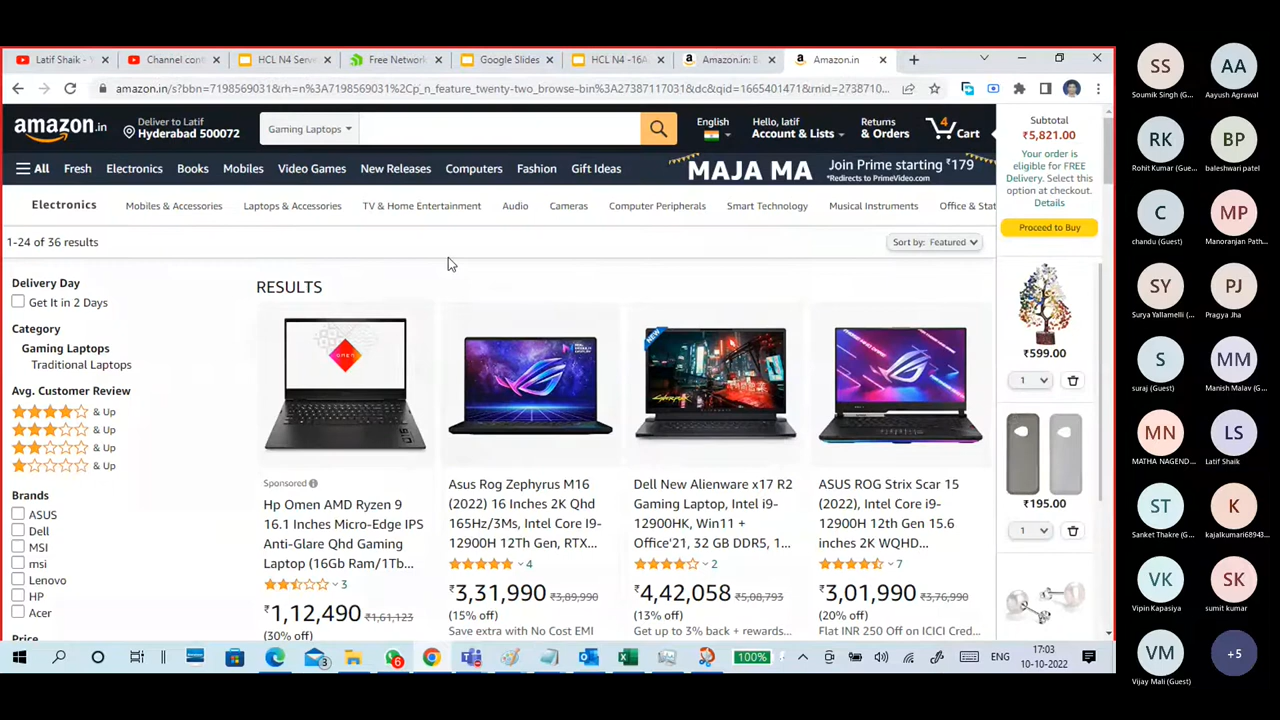 Latif Shaik - Y
Channel cont
HCL N4 Serve
Free Network
Google Slides
HCL N4 -16A
Amazon.in: B
Amazon.in
amazon.in/s?bbn=7198569031&rh=n%3A7198569031%2Cp_n_feature_twenty-two_browse-bin%3A27387117031&dc&qid=1665401471&rnid=2738710...
amazon.in
Deliver to Latif
Hyderabad 500072
Gaming Laptops
English
Hello, latif
Account & Lists
Returns
& Orders
4
Cart
All Fresh Electronics Books Mobiles Video Games New Releases Computers Fashion Gift Ideas
MAJA MA
Join Prime starting ₹179
*Redirects to PrimeVideo.com
Electronics Mobiles & Accessories Laptops & Accessories TV & Home Entertainment Audio Cameras Computer Peripherals Smart Technology Musical Instruments Office & Stat
1-24 of 36 results
Sort by: Featured
Delivery Day
Get It in 2 Days
Category
Gaming Laptops
Traditional Laptops
Avg. Customer Review
& Up
& Up
& Up
& Up
Brands
ASUS
Dell
MSI
msi
Lenovo
HP
Acer
Price
RESULTS
OMEN
Sponsored
Hp Omen AMD Ryzen 9
16.1 Inches Micro-Edge IPS
Anti-Glare Qhd Gaming
Laptop (16Gb Ram/1Tb...
3
₹1,12,490 ₹1,61,123
(30% off)
Asus Rog Zephyrus M16
(2022) 16 Inches 2K Qhd
165Hz/3Ms, Intel Core I9-
12900H 12Th Gen, RTX...
4
₹3,31,990 ₹3,89,990
(15% off)
Save extra with No Cost EMI
NEW
Dell New Alienware x17 R2
Gaming Laptop, Intel i9-
12900HK, Win11 +
Office'21, 32 GB DDR5, 1...
2
₹4,42,058 ₹5,08,793
(13% off)
Get up to 3% back + rewards...
ASUS ROG Strix Scar 15
(2022), Intel Core i9-
12900H 12th Gen 15.6
inches 2K WQHD...
7
₹3,01,990 ₹3,76,990
(20% off)
Flat INR 250 Off on ICICI Cred...
Subtotal
₹5,821.00
Your order is
eligible for FREE
Delivery. Select this
option at checkout.
Details
Proceed to Buy
₹599.00
1
₹195.00
1
3
6
100%
ENG
17:03
10-10-2022
SS
Soumik Singh (G...
AA
Aayush Agrawal
RK
Rohit Kumar (Gue...
BP
baleshwari patel
C
chandu (Guest)
MP
Manoranjan Path...
SY
Surya Yallamelli (...
PJ
Pragya Jha
S
suraj (Guest)
MM
Manish Malav (G...
MN
MATHA NAGEND...
LS
Latif Shaik
ST
Sanket Thakre (G...
K
kajalkumari68943...
VK
Vipin Kapasiya
SK
sumit kumar
VM
Vijay Mali (Guest)
+5